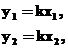 y₁ = kx₁,
y₂ = kx₂,